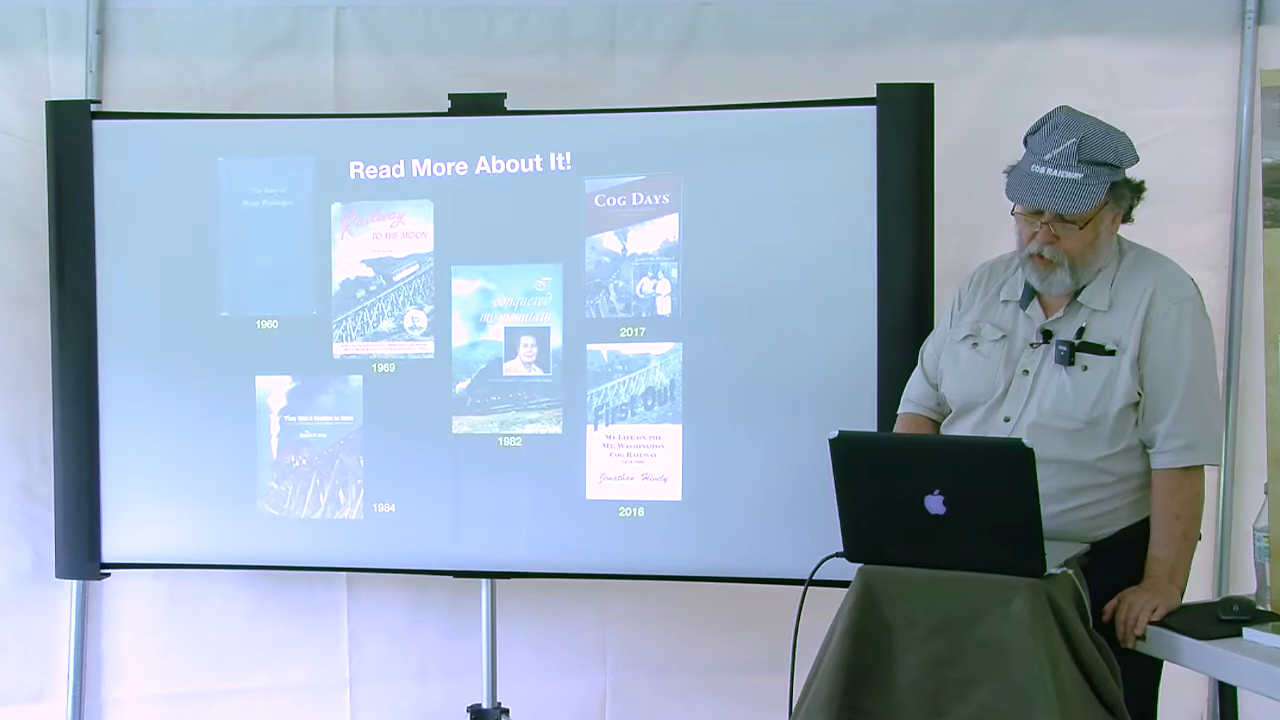 Read More About It!
The Story of
Mount Washington
1960
Railway
TO THE MOON
1969
I
conquered
my mountain
1982
COG DAYS
2017
First Out
MY LIFE ON THE
MT. WASHINGTON
COG RAILWAY
Jonathan Hively
2016
1984
COG RAILWAY